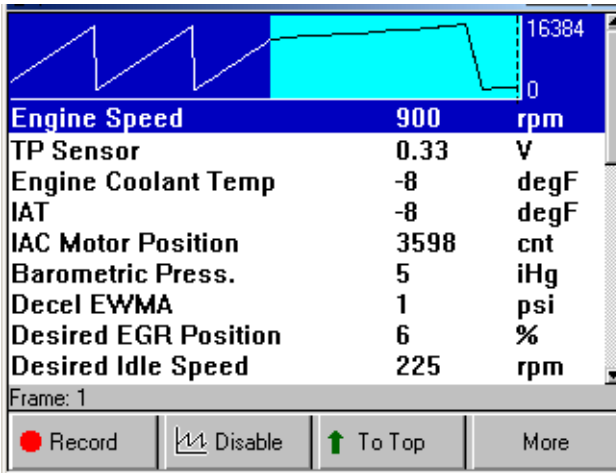 16384
0
Engine Speed 900 rpm
TP Sensor 0.33 V
Engine Coolant Temp -8 degF
IAT -8 degF
IAC Motor Position 3598 cnt
Barometric Press. 5 iHg
Decel EWMA 1 psi
Desired EGR Position 6 %
Desired Idle Speed 225 rpm
Frame: 1
Record Disable To Top More